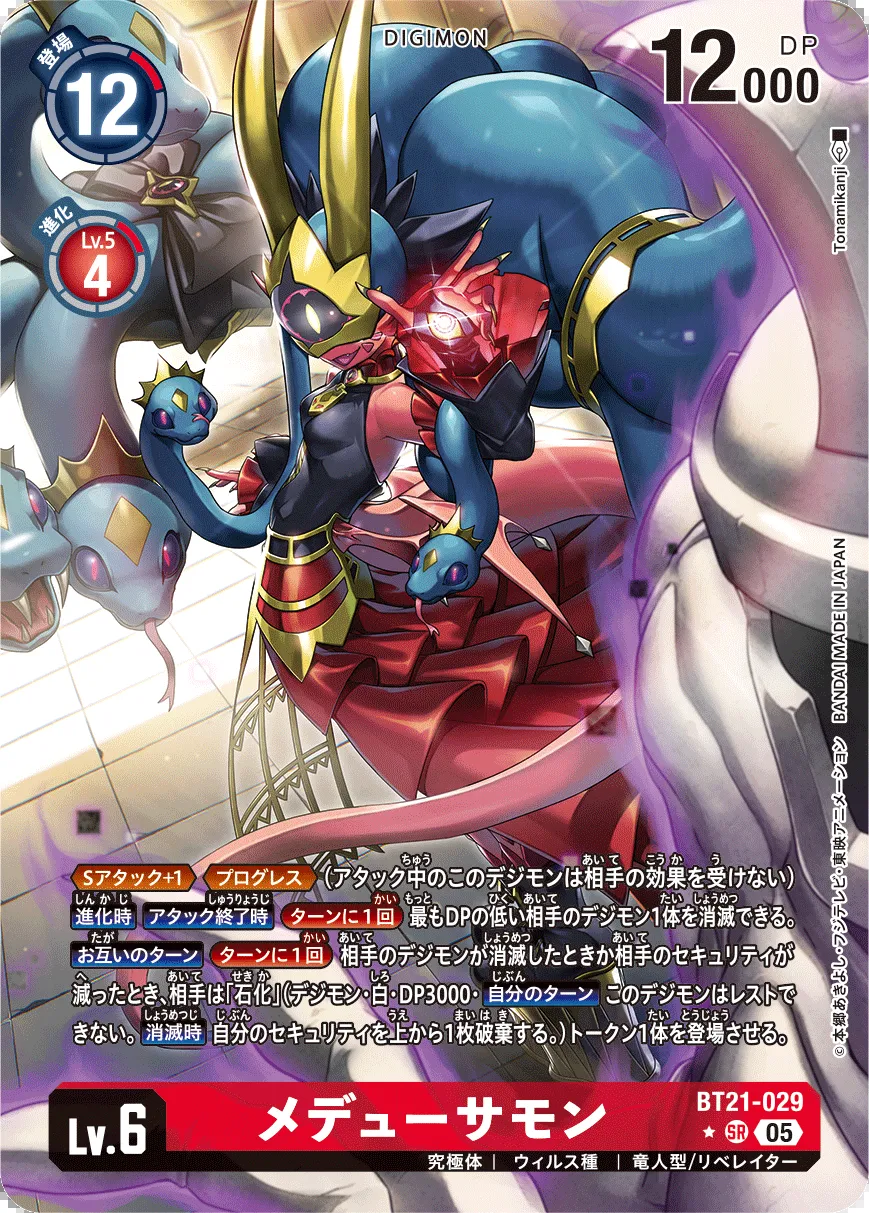 DIGIMON
登場
12
DP
12000
進化
Lv.5
4
Tonamikanji
Sアタック+1 プログレス (アタック中のこのデジモンは相手の効果を受けない)
進化時 アタック終了時 ターンに1回 最もDPの低い相手のデジモン1体を消滅できる。
お互いのターン ターンに1回 相手のデジモンが消滅したときか相手のセキュリティが
減ったとき、相手は「石化」(デジモン・白・DP3000・自分のターン このデジモンはレストで
きない。 消滅時 自分のセキュリティを上から1枚破棄する。)トークン1体を登場させる。
©本郷あきよし・フジテレビ・東映アニメーション BANDAI MADE IN JAPAN
Lv.6
メデューサモン
BT21-029
SR 05
究極体 | ウィルス種 | 竜人型/リベレイター